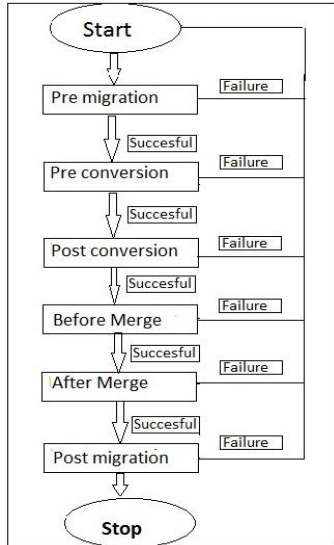 Start
Failure
Pre migration
Succesful
Failure
Pre conversion
Succesful
Failure
Post conversion
Succesful
Failure
Before Merge
Succesful
Failure
After Merge
Succesful
Failure
Post migration
Stop